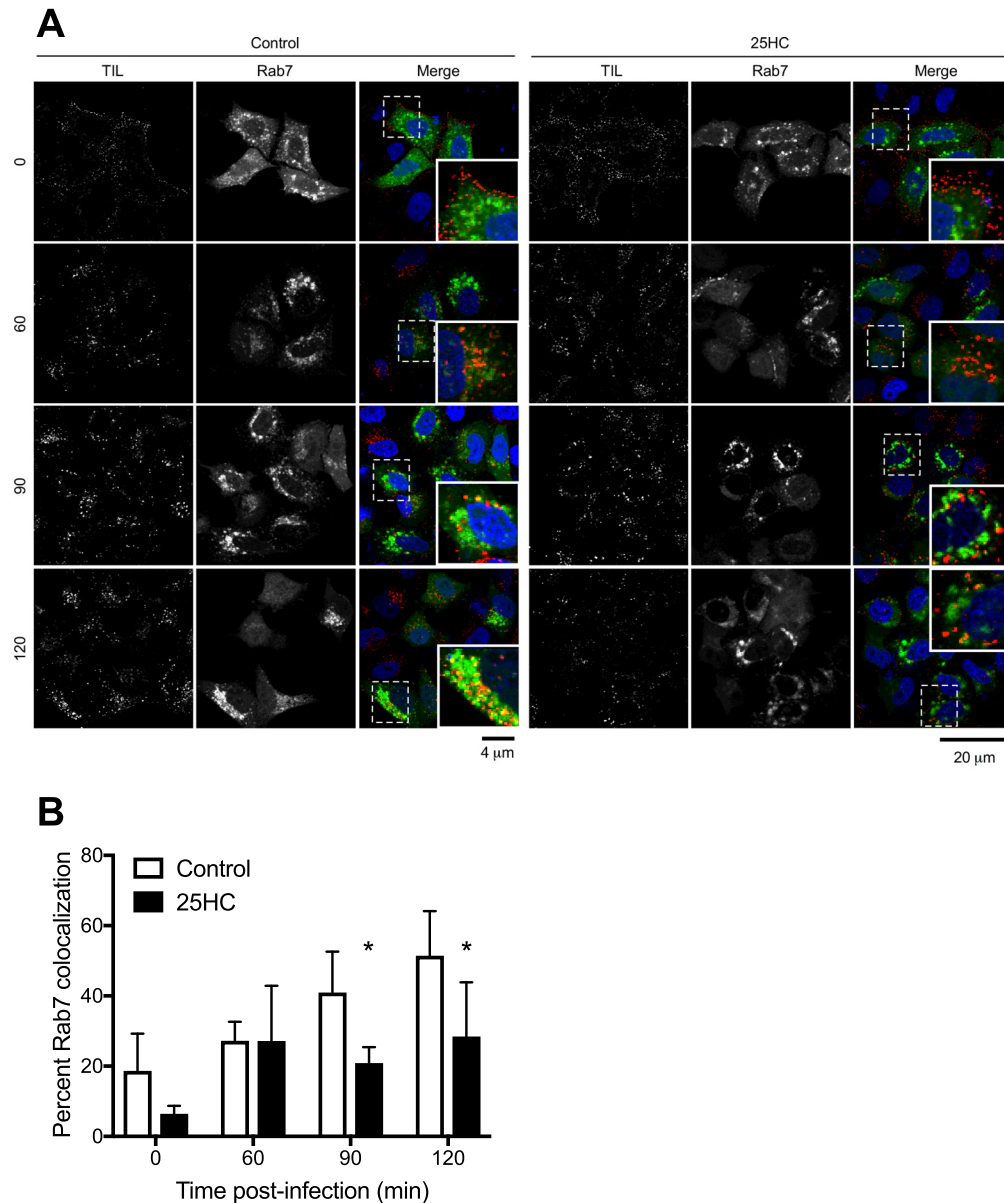 A
Control 25HC
TIL Rab7 Merge TIL Rab7 Merge
0
60
90
120
4 μm
20 μm
B
80
60
40
20
0
Percent Rab7 colocalization
Control
25HC
* *
0 60 90 120
Time post-infection (min)